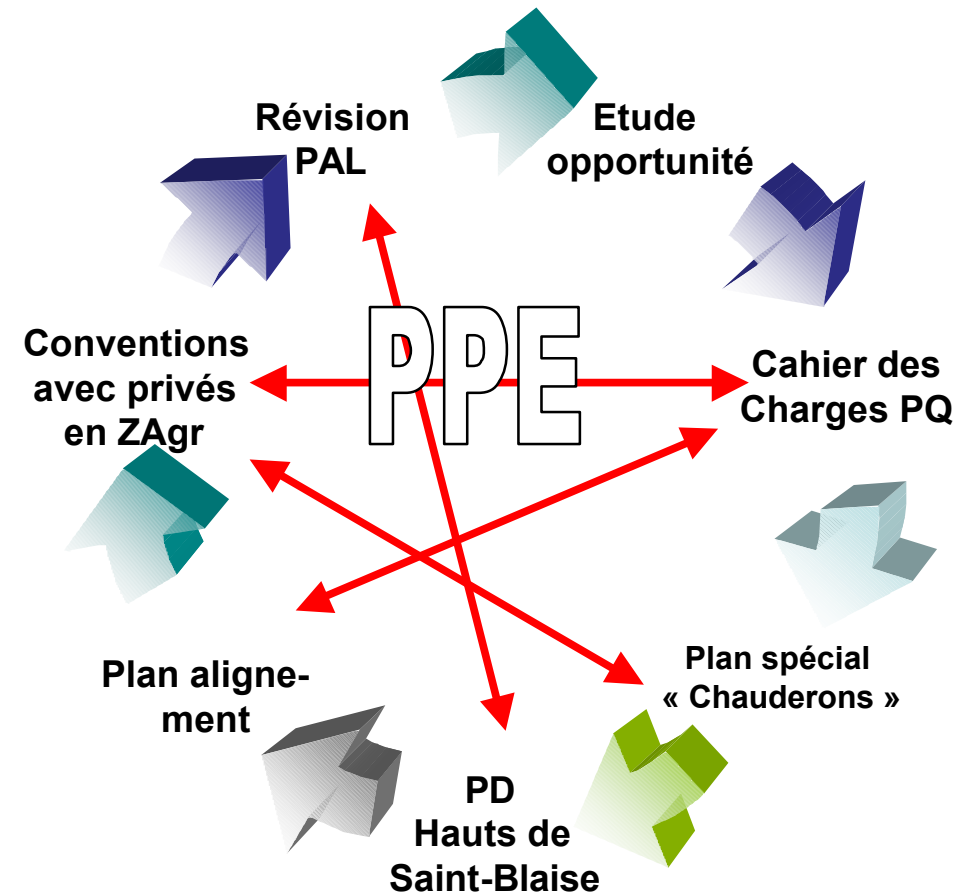 Révision
PAL
Etude
opportunité
PPE
Conventions
avec privés
en ZAgr
Cahier des
Charges PQ
Plan aligne-
ment
Plan spécial
« Chauderons »
PD
Hauts de
Saint-Blaise